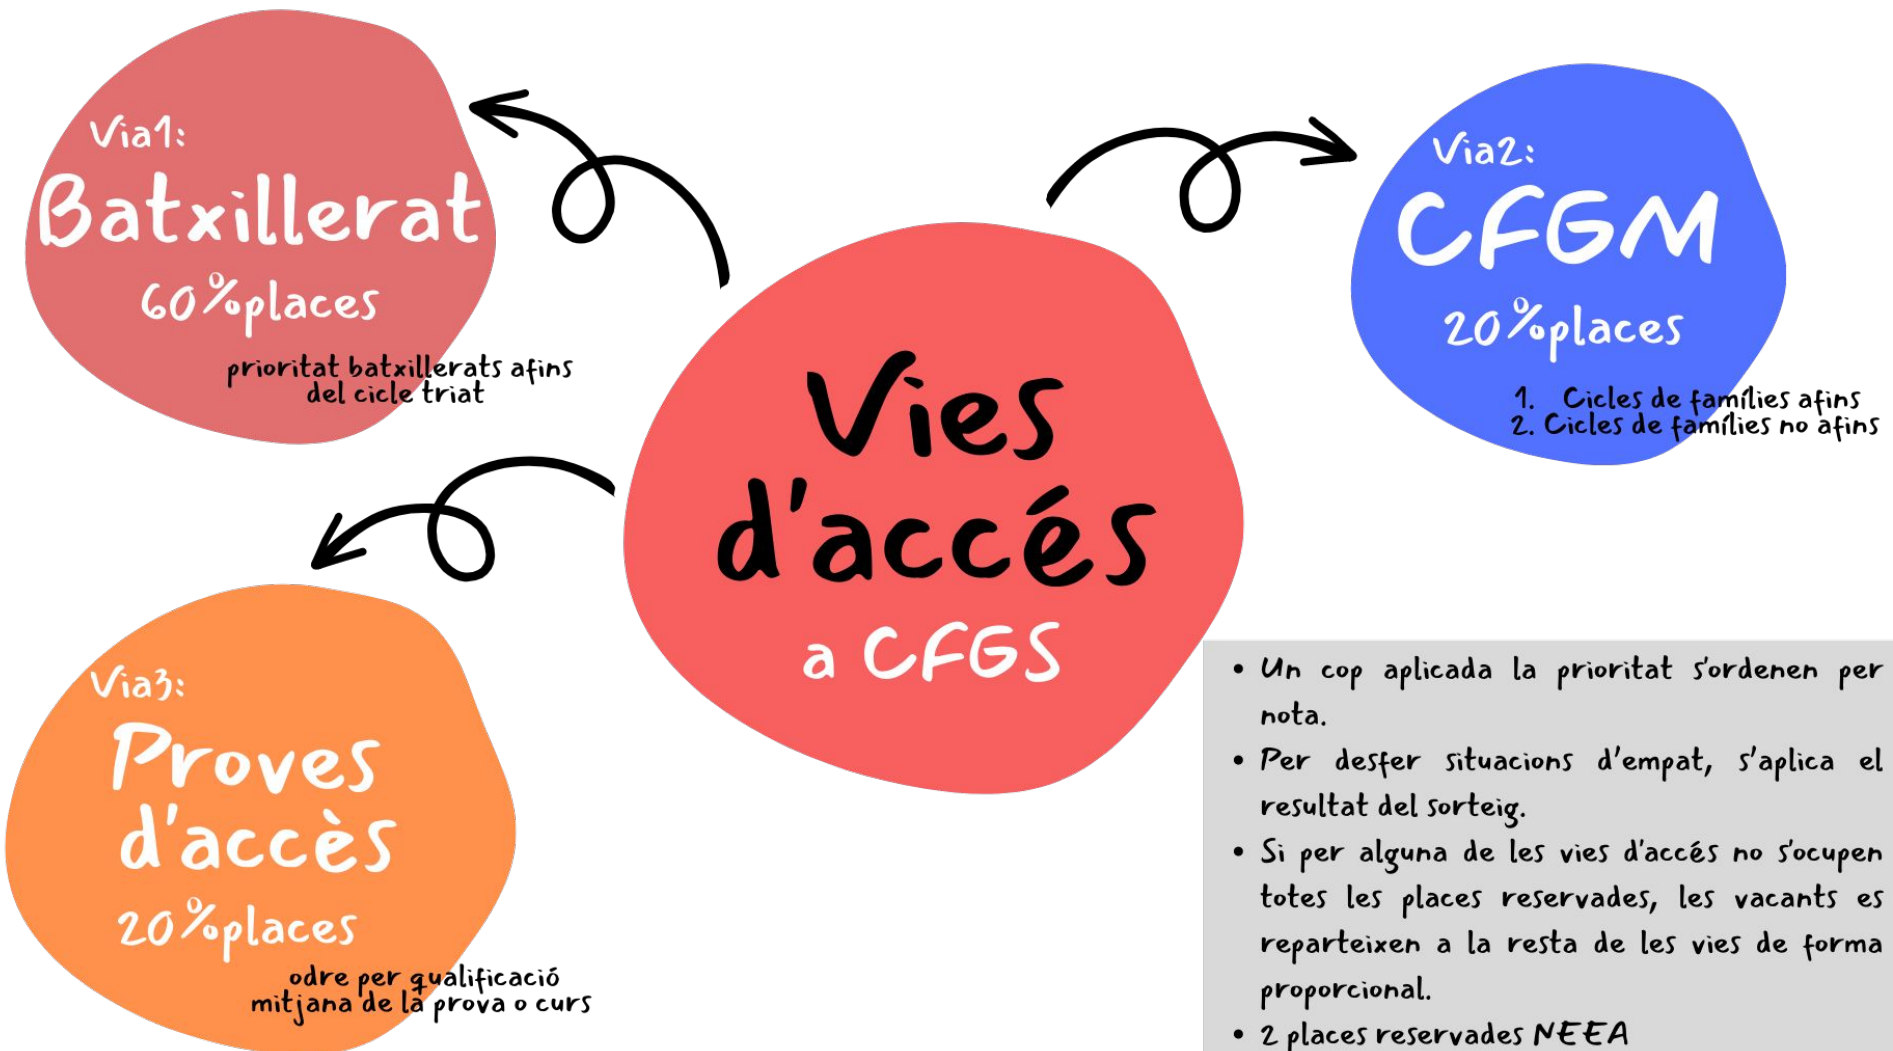 Via1:
Batxillerat
60%places
prioritat batxillerats afins
del cicle triat
Via2:
CFGM
20%places
1. Cicles de famílies afins
2. Cicles de famílies no afins
Vies
d'accés
a CFGS
Via3:
Proves
d'accès
20%places
odre per qualificació
mitjana de la prova o curs
• Un cop aplicada la prioritat s'ordenen per
nota.
• Per desfer situacions d'empat, s'aplica el
resultat del sorteig.
• Si per alguna de les vies d'accés no s'ocupen
totes les places reservades, les vacants es
reparteixen a la resta de les vies de forma
proporcional.
• 2 places reservades NEEA